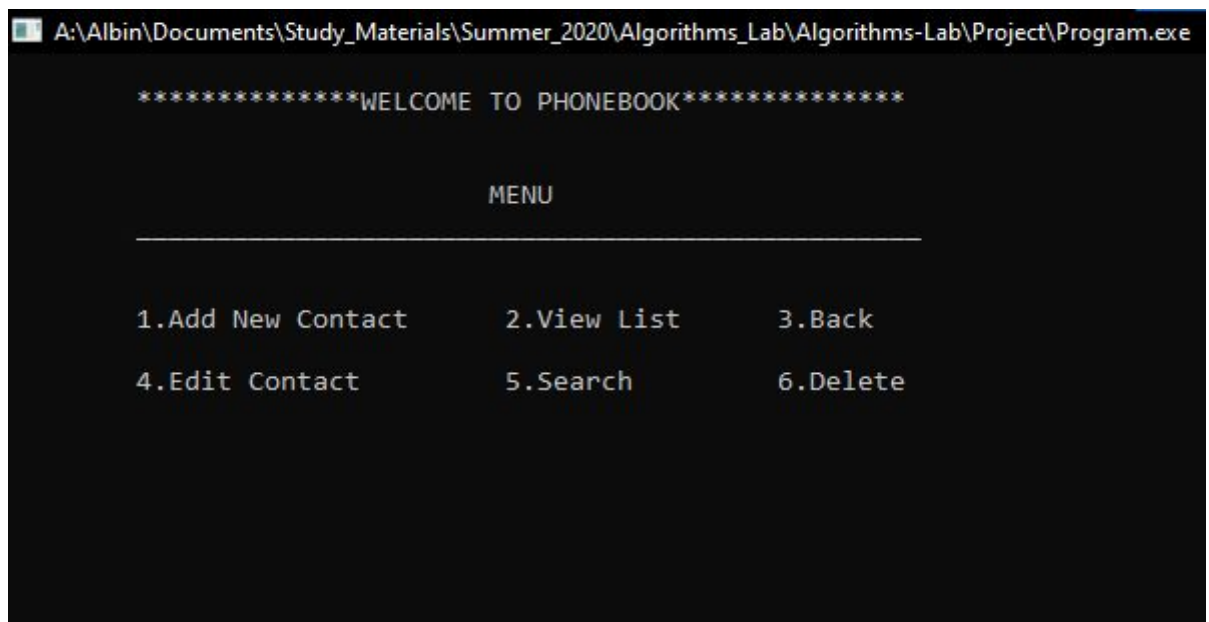 A:\Albin\Documents\Study_Materials\Summer_2020\Algorithms_Lab\Algorithms-Lab\Project\Program.exe
**************WELCOME TO PHONEBOOK**************
MENU
1.Add New Contact 2.View List 3.Back
4.Edit Contact 5.Search 6.Delete